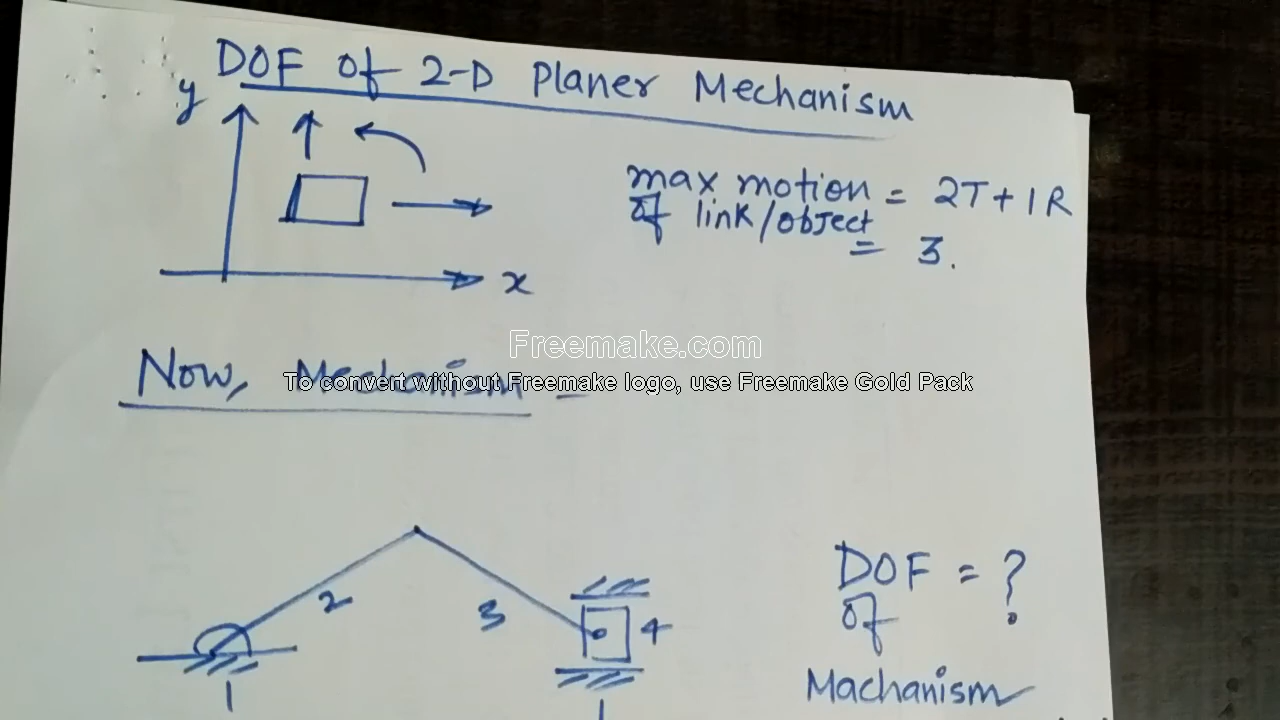 DOF of 2-D Planer Mechanism
y
max motion = 2T+1R
of link/object
= 3.
x
Freemake.com
Now, Mechanism =
To convert without Freemake logo, use Freemake Gold Pack
2
3
4
1
1
DOF = ?
of
Machanism